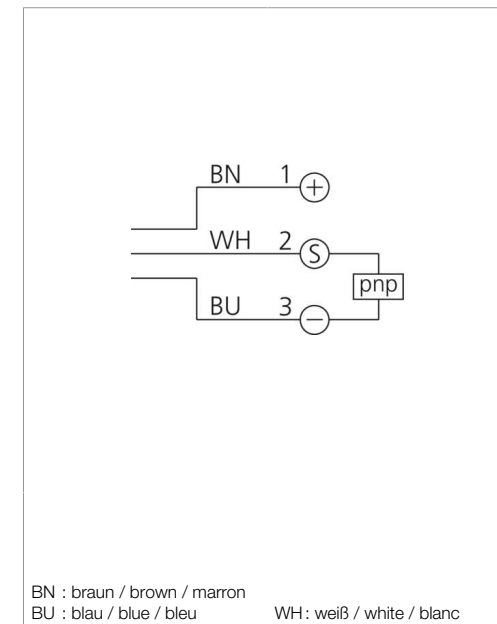 BN 1 +
WH 2 S
pnp
BU 3 −
BN : braun / brown / marron
BU : blau / blue / bleu WH : weiß / white / blanc